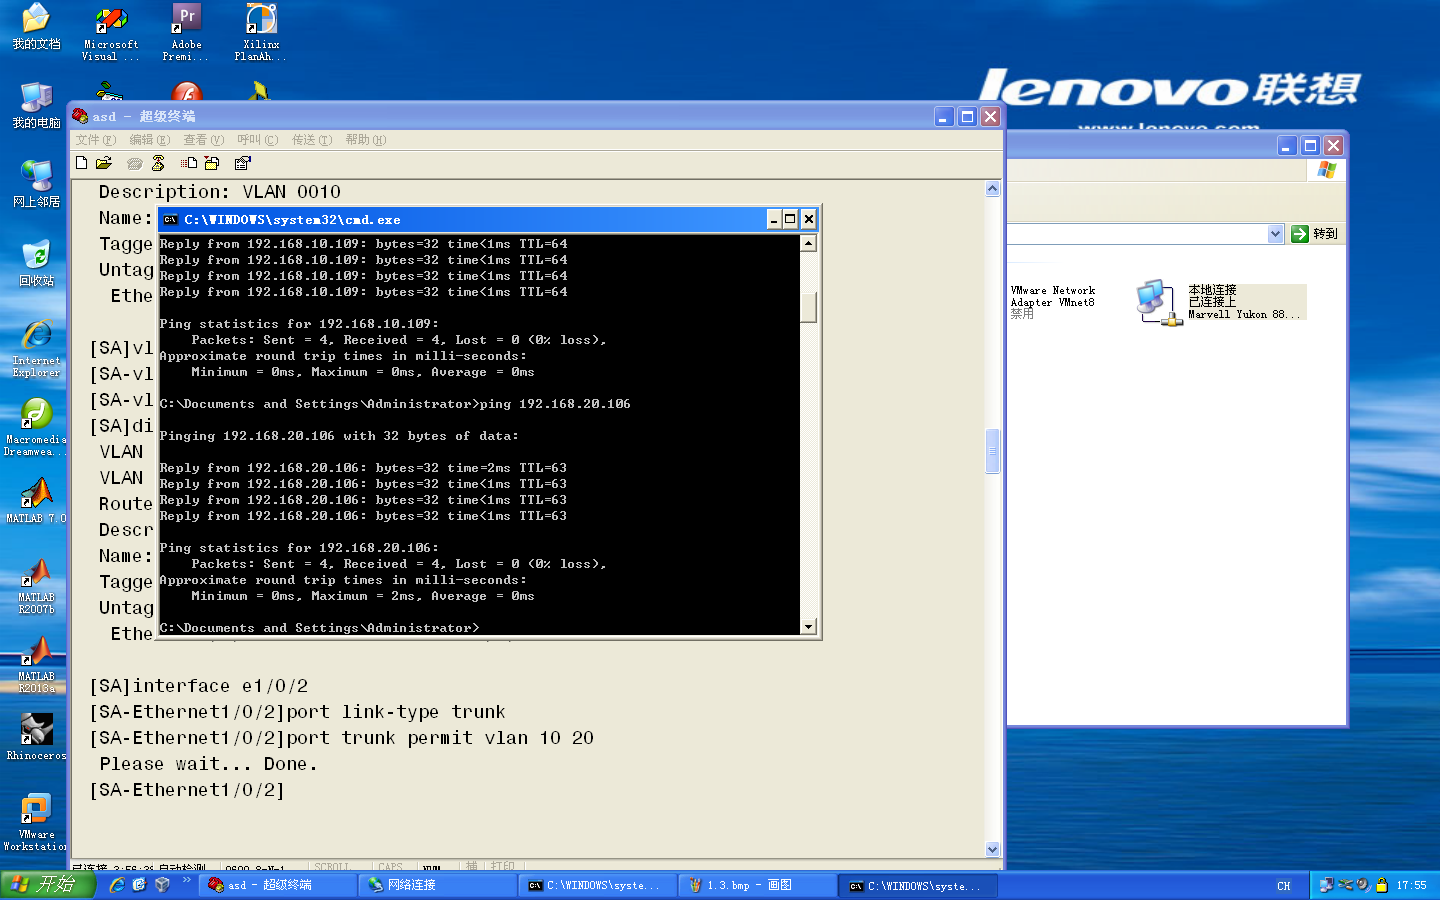 我的文档
Microsoft
Visual ...
Adobe
Premi...
Xilinx
PlanAh...
我的电脑
网上邻居
回收站
Internet
Explorer
Macromedia
Dreamwea...
MATLAB 7.0
MATLAB
R2007b
MATLAB
R2013a
Rhinoceros
VMware
Workstation
lenovo联想
www.lenovo.com
asd - 超级终端
文件(F) 编辑(E) 查看(V) 呼叫(C) 传送(T) 帮助(H)
Description: VLAN 0010
Name:
Tagge
Untag
Ethe
[SA]vl
[SA-vl
[SA-vl
[SA]di
VLAN
VLAN
Route
Descr
Name:
Tagge
Untag
Ethe
[SA]interface e1/0/2
[SA-Ethernet1/0/2]port link-type trunk
[SA-Ethernet1/0/2]port trunk permit vlan 10 20
Please wait... Done.
[SA-Ethernet1/0/2]
SCROLL CAPS NUM 捕 打印
C:\WINDOWS\system32\cmd.exe
Reply from 192.168.10.109: bytes=32 time<1ms TTL=64
Reply from 192.168.10.109: bytes=32 time<1ms TTL=64
Reply from 192.168.10.109: bytes=32 time<1ms TTL=64
Reply from 192.168.10.109: bytes=32 time<1ms TTL=64
Ping statistics for 192.168.10.109:
Packets: Sent = 4, Received = 4, Lost = 0 (0% loss),
Approximate round trip times in milli-seconds:
Minimum = 0ms, Maximum = 0ms, Average = 0ms
C:\Documents and Settings\Administrator>ping 192.168.20.106
Pinging 192.168.20.106 with 32 bytes of data:
Reply from 192.168.20.106: bytes=32 time=2ms TTL=63
Reply from 192.168.20.106: bytes=32 time<1ms TTL=63
Reply from 192.168.20.106: bytes=32 time<1ms TTL=63
Reply from 192.168.20.106: bytes=32 time<1ms TTL=63
Ping statistics for 192.168.20.106:
Packets: Sent = 4, Received = 4, Lost = 0 (0% loss),
Approximate round trip times in milli-seconds:
Minimum = 0ms, Maximum = 2ms, Average = 0ms
C:\Documents and Settings\Administrator>
转到
VMware Network
Adapter VMnet8
禁用
本地连接
已连接上
Marvell Yukon 88...
开始
asd - 超级终端
网络连接
C:\WINDOWS\syste...
1.3.bmp - 画图
C:\WINDOWS\syste...
CH
17:55